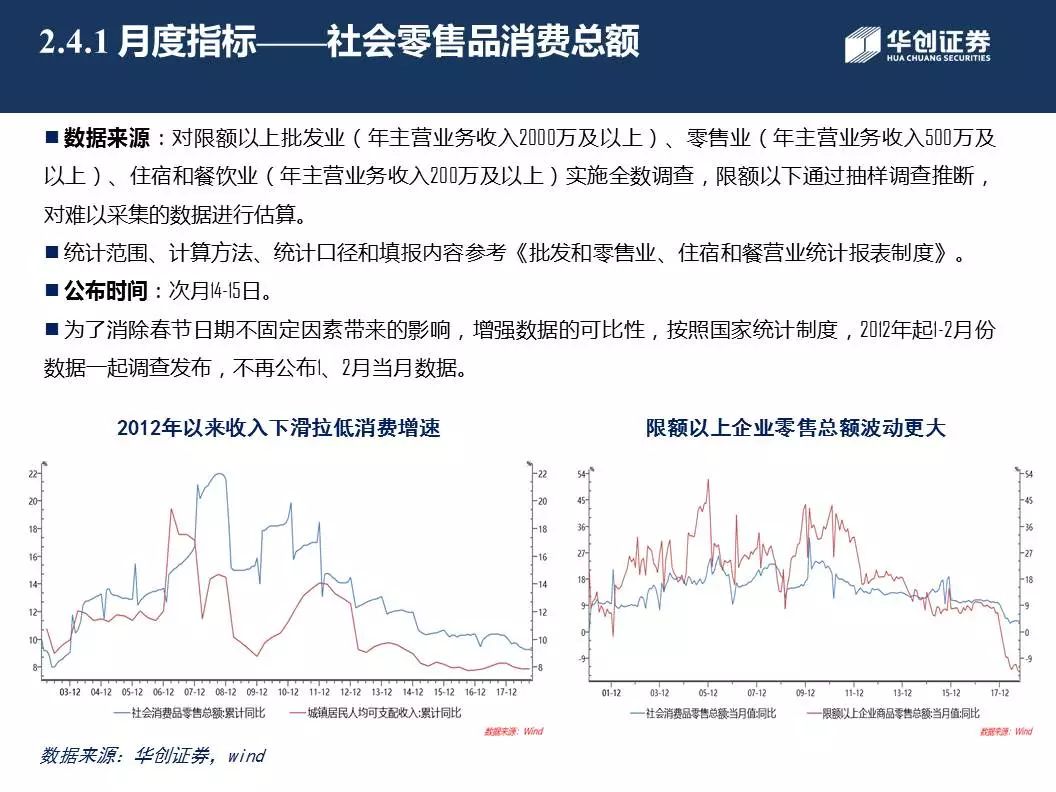 2.4.1 月度指标——社会零售品消费总额
华创证券
HUA CHUANG SECURITIES
■ 数据来源：对限额以上批发业（年主营业务收入2000万及以上）、零售业（年主营业务收入500万及
以上）、住宿和餐饮业（年主营业务收入200万及以上）实施全数调查，限额以下通过抽样调查推断，
对难以采集的数据进行估算。
■ 统计范围、计算方法、统计口径和填报内容参考《批发和零售业、住宿和餐营业统计报表制度》。
■ 公布时间：次月14-15日。
■ 为了消除春节日期不固定因素带来的影响，增强数据的可比性，按照国家统计制度，2012年起1-2月份
数据一起调查发布，不再公布1、2月当月数据。
2012年以来收入下滑拉低消费增速
% %
22 22
20 20
18 18
16 16
14 14
12 12
10 10
8 8
03-12 04-12 05-12 06-12 07-12 08-12 09-12 10-12 11-12 12-12 13-12 14-12 15-12 16-12 17-12
社会消费品零售总额:累计同比 城镇居民人均可支配收入:累计同比
数据来源：Wind
限额以上企业零售总额波动更大
% %
54 54
45 45
36 36
27 27
18 18
9 9
0 0
-9 -9
01-12 03-12 05-12 07-12 09-12 11-12 13-12 15-12 17-12
社会消费品零售总额:当月值:同比 限额以上企业商品零售总额:当月值:同比
数据来源：Wind
数据来源：华创证券，wind